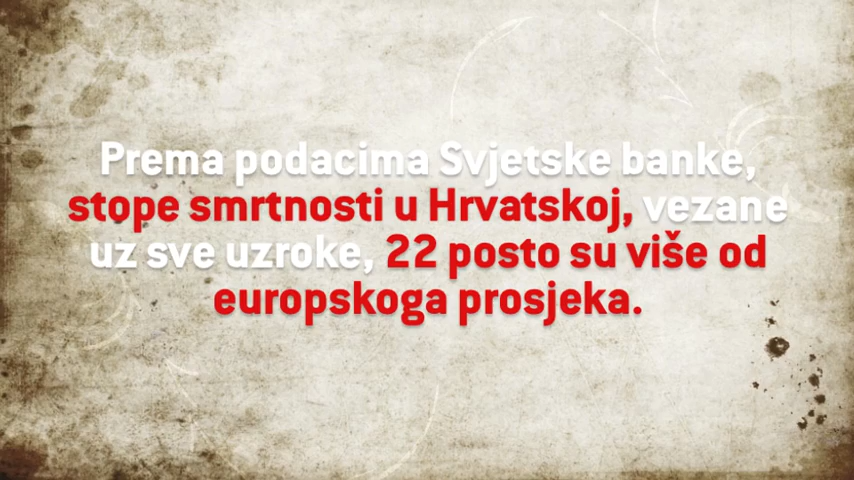 Prema podacima Svjetske banke,
stope smrtnosti u Hrvatskoj, vezane
uz sve uzroke, 22 posto su više od
europskoga prosjeka.